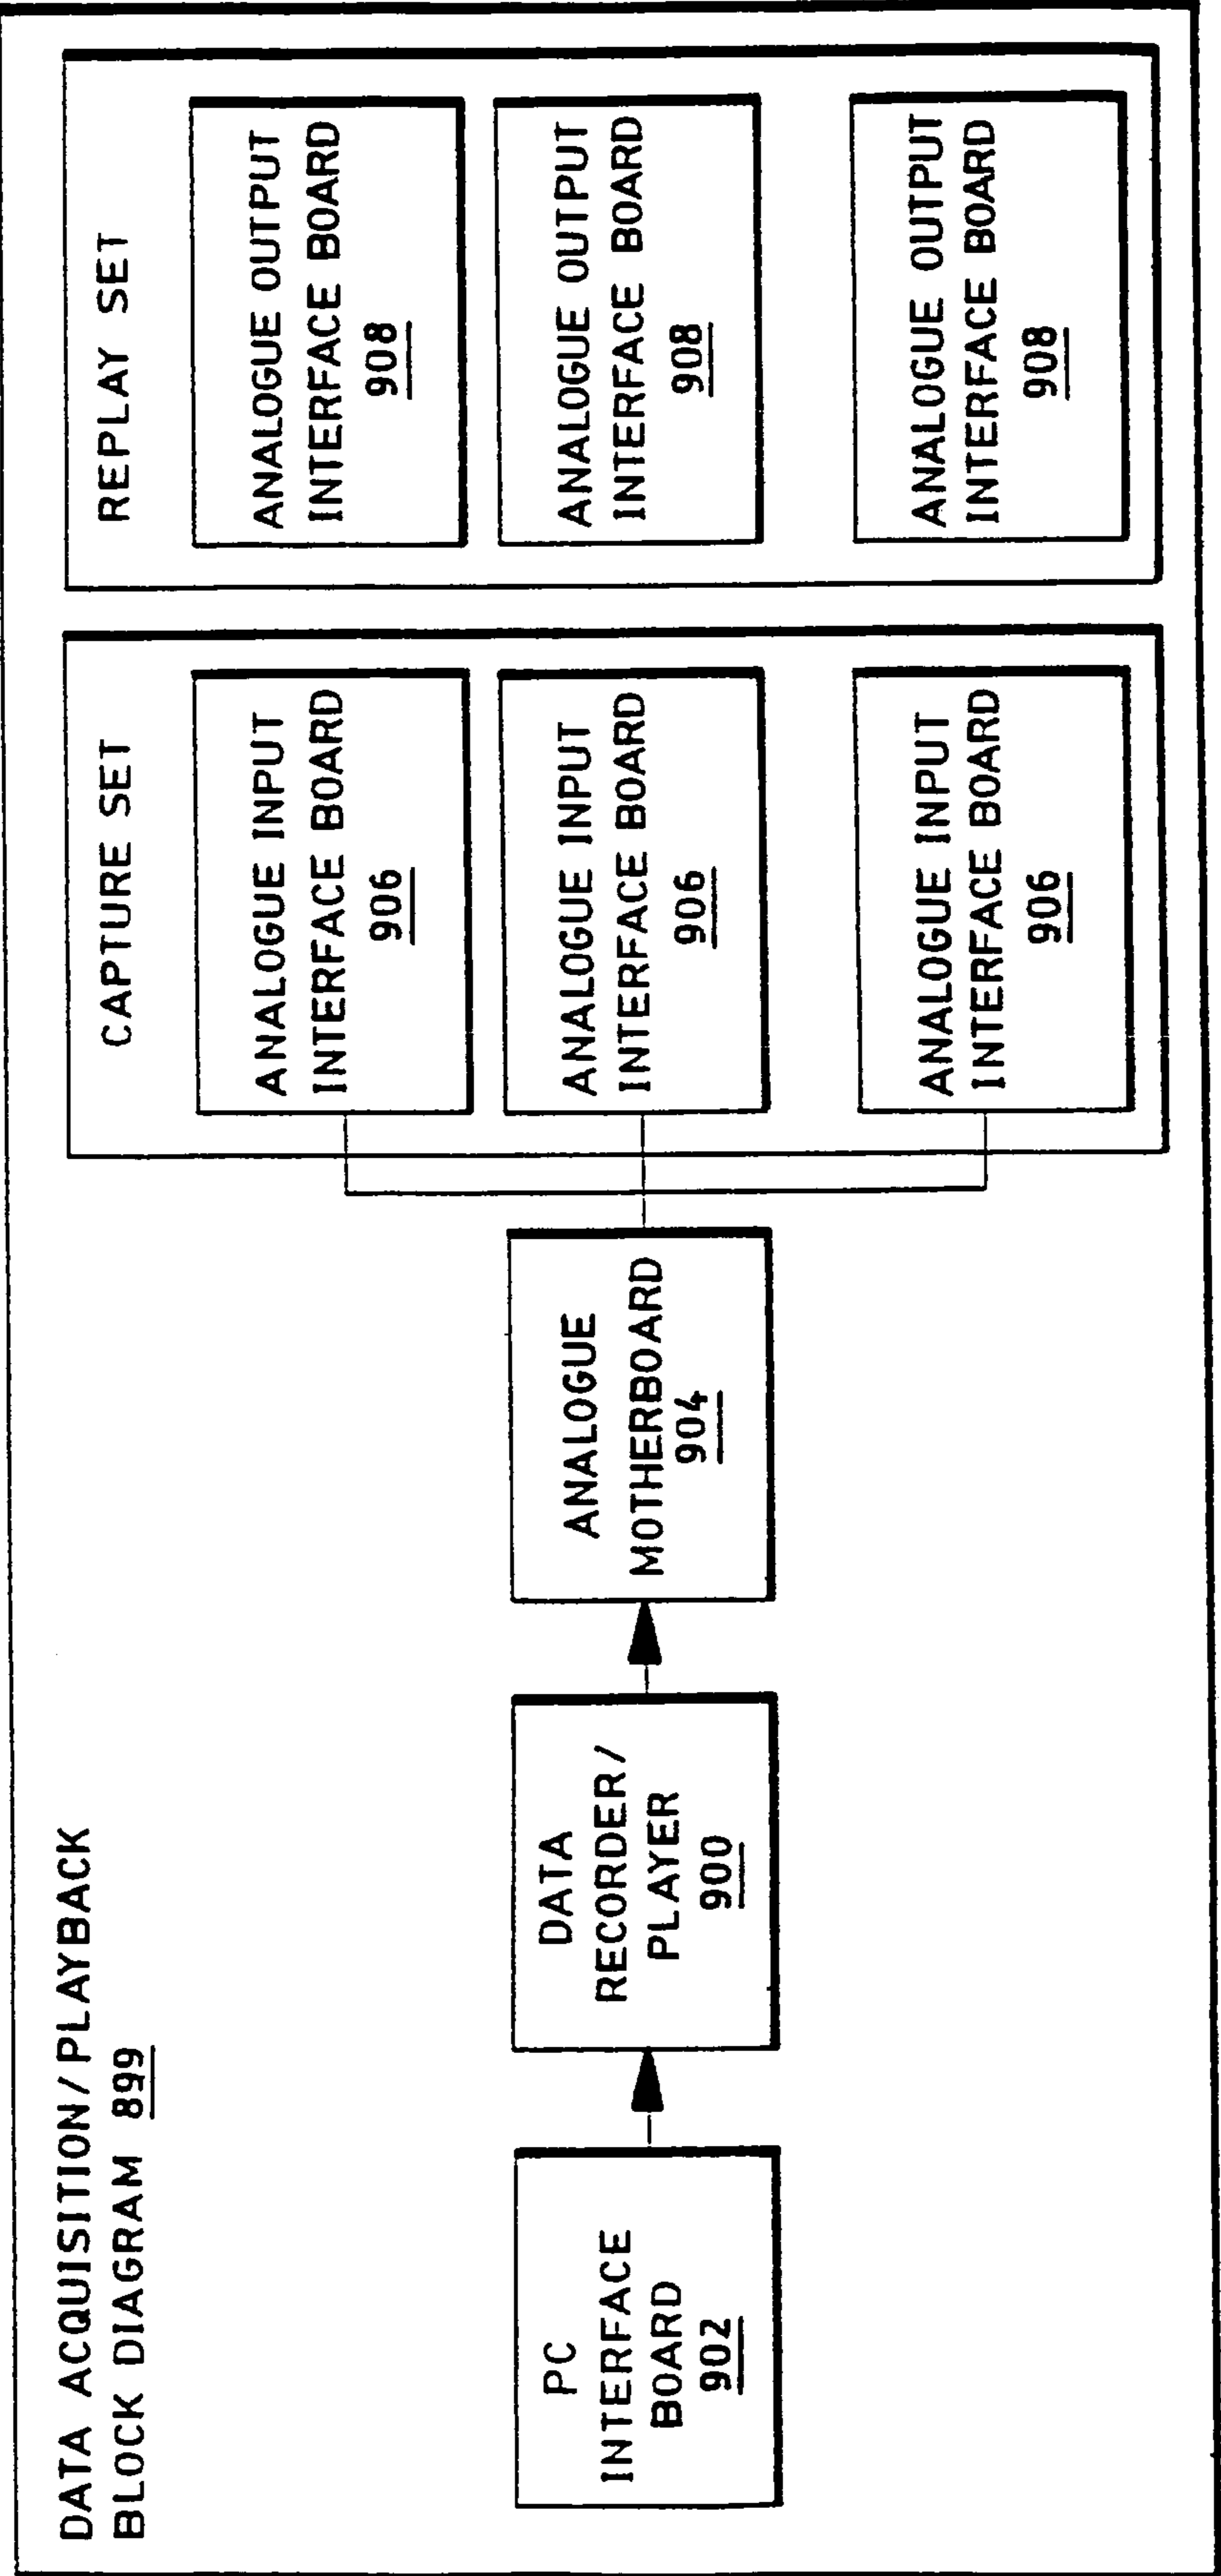 DATA ACQUISITION/PLAYBACK
BLOCK DIAGRAM 899
PC
INTERFACE
BOARD
902
DATA
RECORDER/
PLAYER
900
ANALOGUE
MOTHERBOARD
904
CAPTURE SET
ANALOGUE INPUT
INTERFACE BOARD
906
ANALOGUE INPUT
INTERFACE BOARD
906
ANALOGUE INPUT
INTERFACE BOARD
906
REPLAY SET
ANALOGUE OUTPUT
INTERFACE BOARD
908
ANALOGUE OUTPUT
INTERFACE BOARD
908
ANALOGUE OUTPUT
INTERFACE BOARD
908